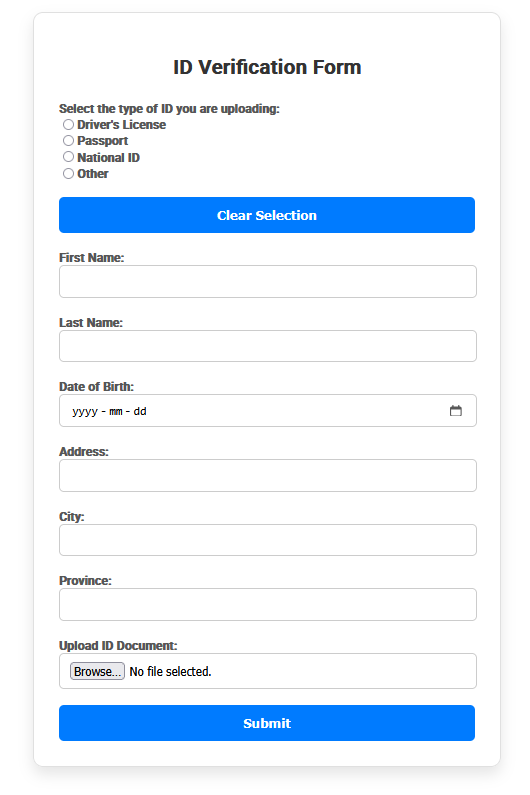 ID Verification Form
Select the type of ID you are uploading:
Driver's License
Passport
National ID
Other
Clear Selection
First Name:
Last Name:
Date of Birth:
yyyy - mm - dd
Address:
City:
Province:
Upload ID Document:
Browse... No file selected.
Submit